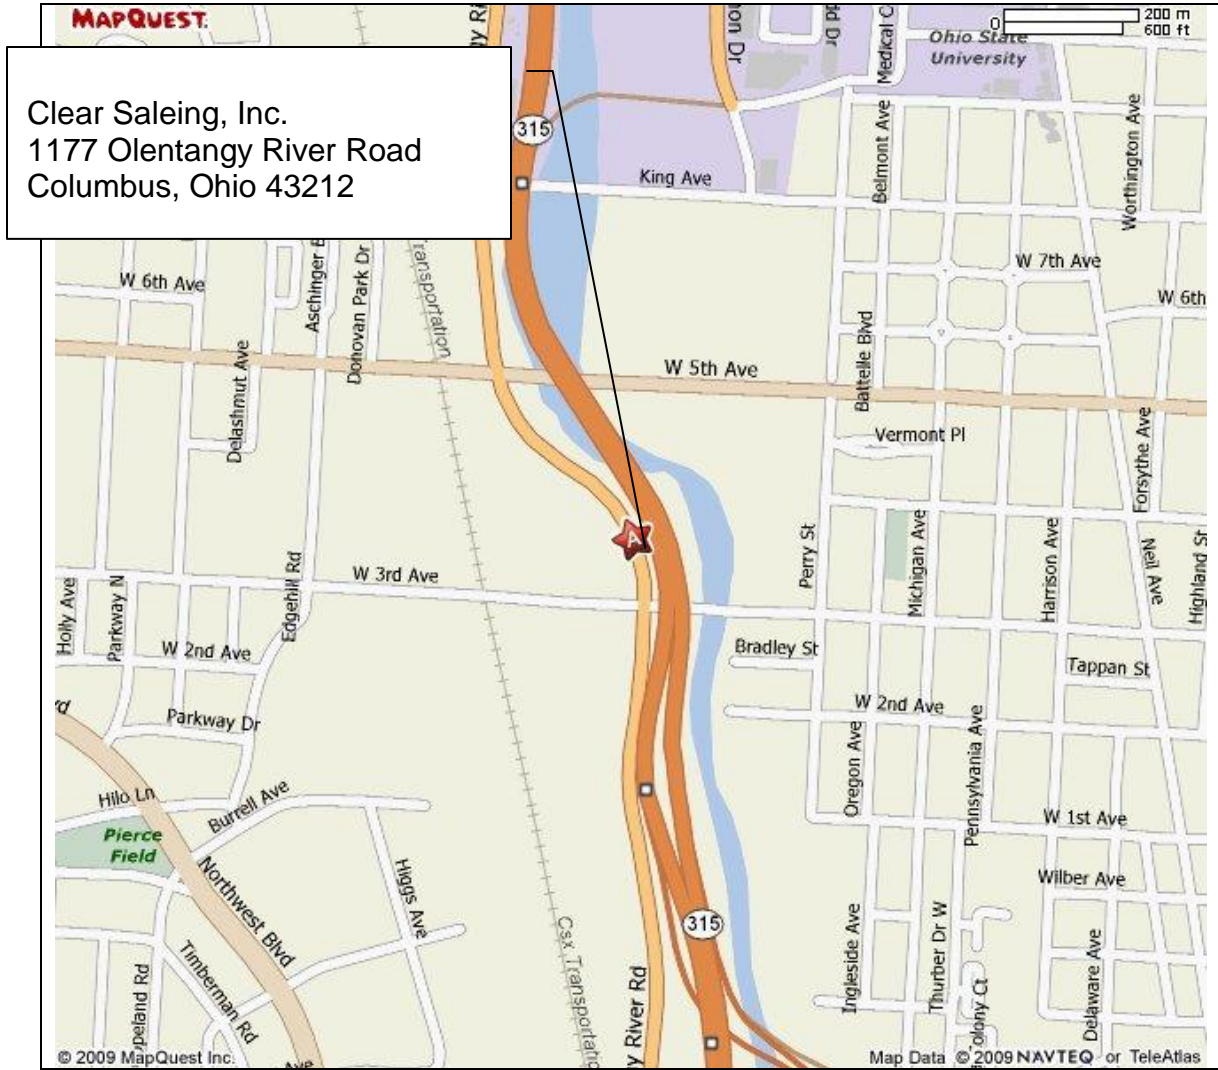 MAPQUEST.
200 m
600 ft
0
Ohio State
University
Medical C
Clear Saleing, Inc.
1177 Olentangy River Road
Columbus, Ohio 43212
315
King Ave
Belmont Ave
Worthington Ave
W 6th Ave
Aschinger B
Donovan Park Dr
ransportation
W 7th Ave
W 6th
Delashmut Ave
W 5th Ave
Battelle Blvd
Vermont Pl
Forsythe Ave
A
Holly Ave
Parkway N
Edgehill Rd
W 3rd Ave
Perry St
Michigan Ave
Harrison Ave
Neil Ave
Highland St
W 2nd Ave
Bradley St
Tappan St
rd
Parkway Dr
W 2nd Ave
Oregon Ave
Pennsylvania Ave
Hilo Ln
Burrell Ave
W 1st Ave
Pierce
Field
Northwest Blvd
Higgs Ave
Wilber Ave
315
Timberman Rd
Csx Transportatio
y River Rd
Ingleside Ave
Thurber Dr W
olony Ct
Delaware Ave
peland Rd
Ave
© 2009 MapQuest Inc.
Map Data © 2009 NAVTEQ or TeleAtlas